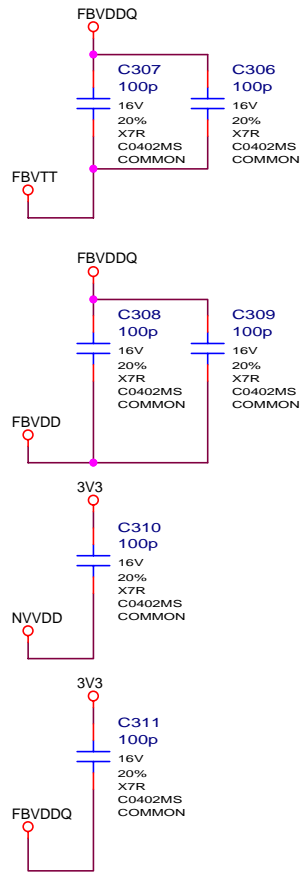 FBVDDQ
C307
100p
16V
20%
X7R
C0402MS
COMMON
C306
100p
16V
20%
X7R
C0402MS
COMMON
FBVTT
FBVDDQ
C308
100p
16V
20%
X7R
C0402MS
COMMON
C309
100p
16V
20%
X7R
C0402MS
COMMON
FBVDD
3V3
C310
100p
16V
20%
X7R
C0402MS
COMMON
NVVDD
3V3
C311
100p
16V
20%
X7R
C0402MS
COMMON
FBVDDQ